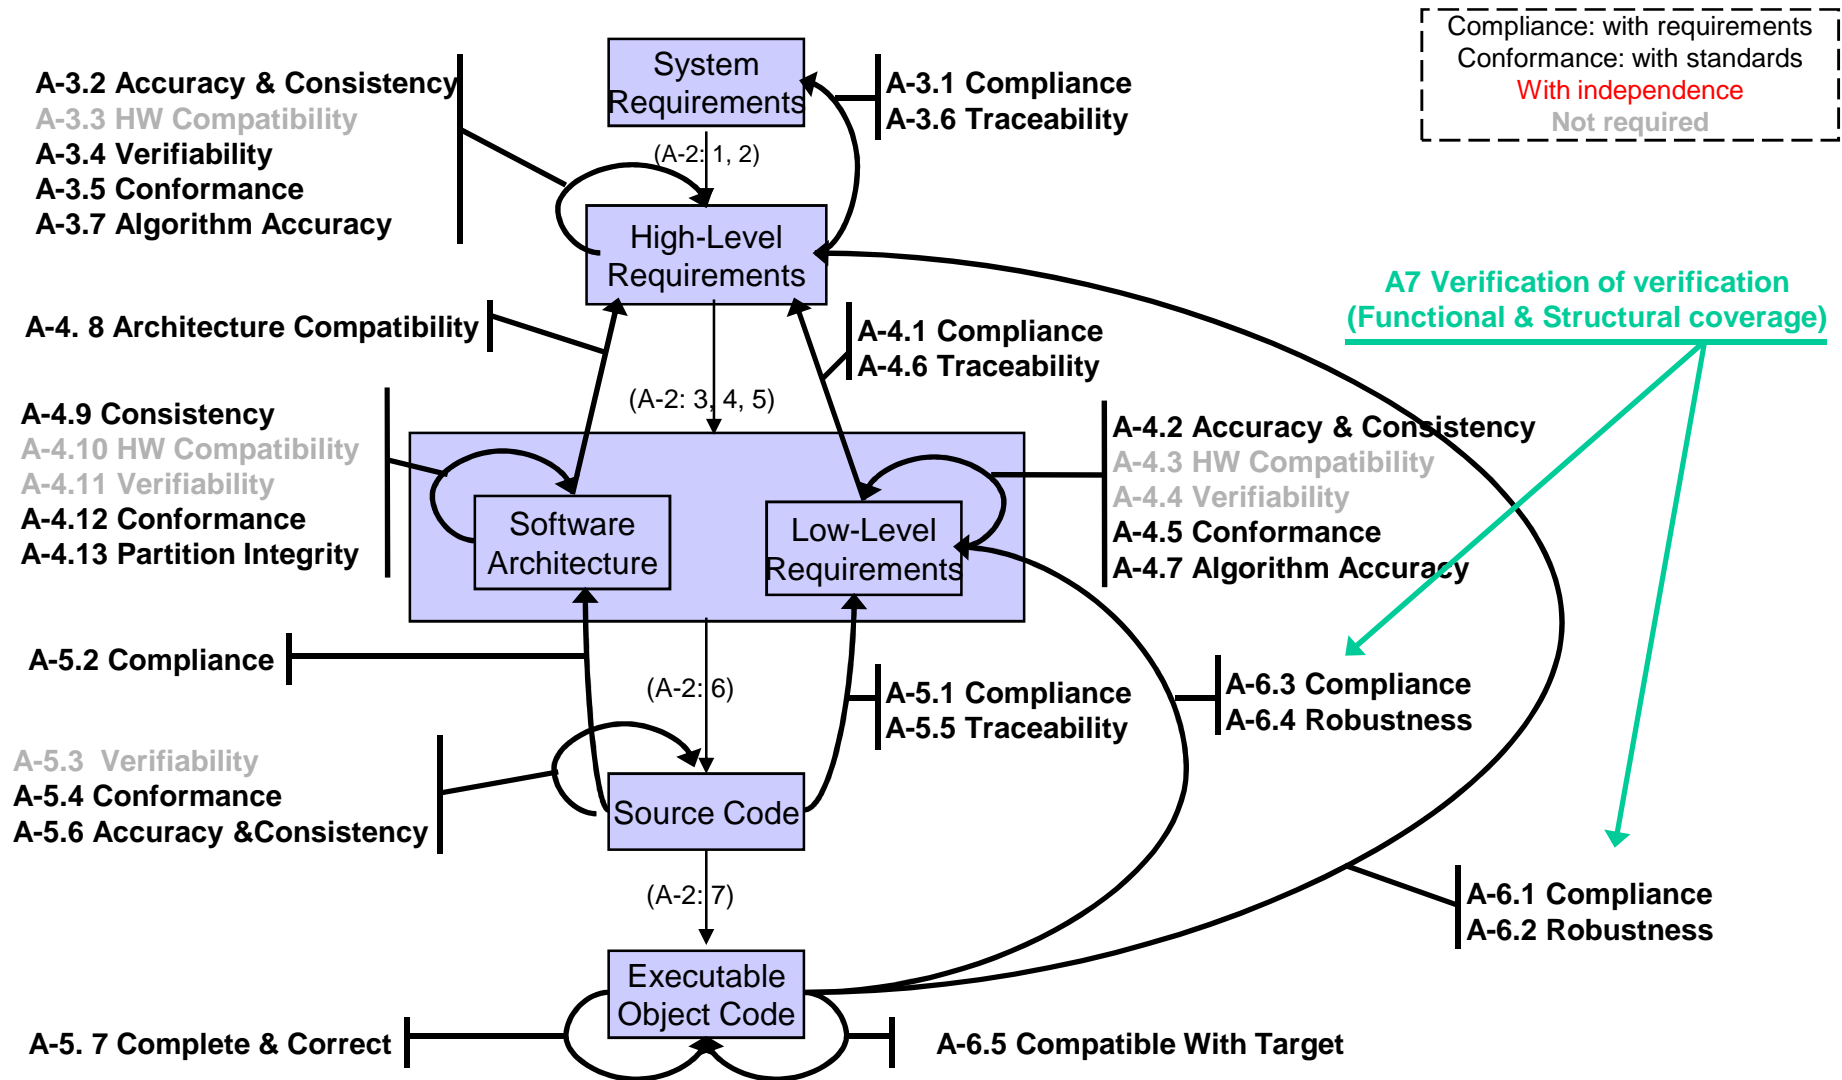 Compliance: with requirements
Conformance: with standards
With independence
Not required
System
Requirements
A-3.2 Accuracy & Consistency
A-3.3 HW Compatibility
A-3.4 Verifiability
A-3.5 Conformance
A-3.7 Algorithm Accuracy
A-3.1 Compliance
A-3.6 Traceability
(A-2: 1, 2)
High-Level
Requirements
A7 Verification of verification
(Functional & Structural coverage)
A-4. 8 Architecture Compatibility
A-4.1 Compliance
A-4.6 Traceability
(A-2: 3, 4, 5)
A-4.9 Consistency
A-4.10 HW Compatibility
A-4.11 Verifiability
A-4.12 Conformance
A-4.13 Partition Integrity
Software
Architecture
Low-Level
Requirements
A-4.2 Accuracy & Consistency
A-4.3 HW Compatibility
A-4.4 Verifiability
A-4.5 Conformance
A-4.7 Algorithm Accuracy
A-5.2 Compliance
(A-2: 6)
A-5.1 Compliance
A-5.5 Traceability
A-6.3 Compliance
A-6.4 Robustness
A-5.3  Verifiability
A-5.4 Conformance
A-5.6 Accuracy &Consistency
Source Code
(A-2: 7)
A-6.1 Compliance
A-6.2 Robustness
Executable
Object Code
A-5. 7 Complete & Correct
A-6.5 Compatible With Target